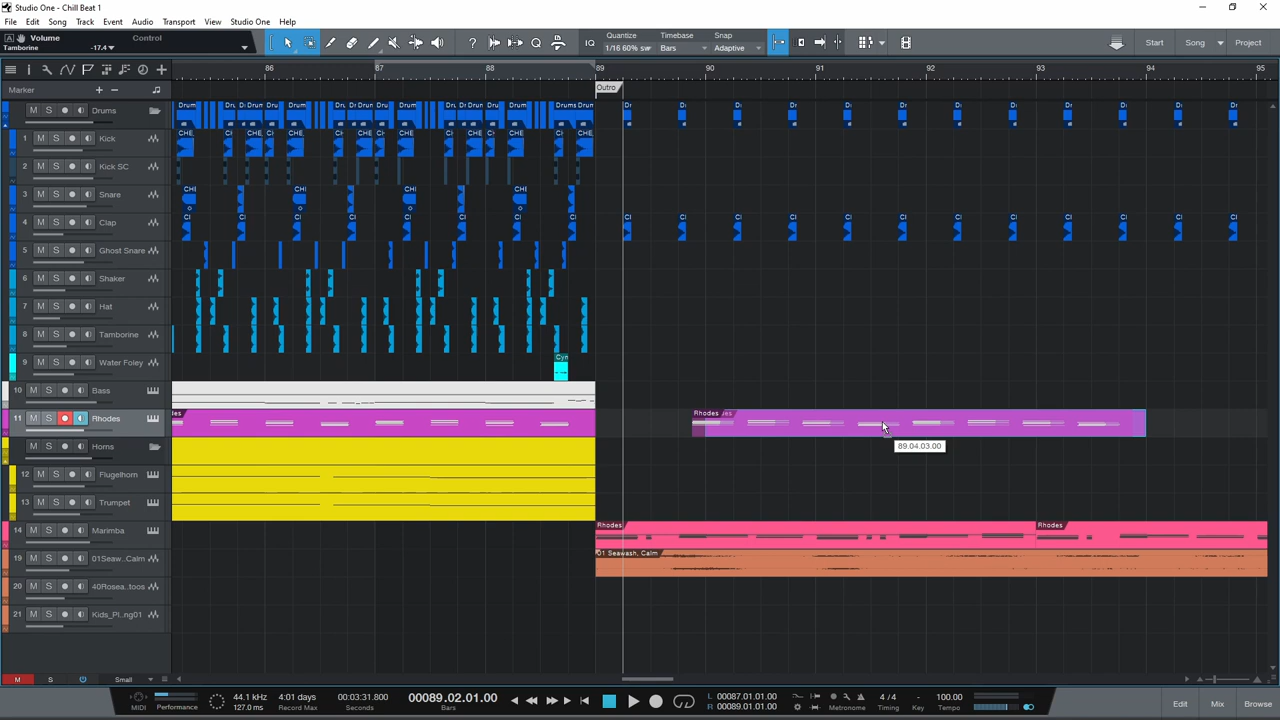 Studio One - Chill Beat 1
File Edit Song Track Event Audio Transport View Studio One Help
Volume Control
Tamborine -17.4
Quantize Timebase Snap
IQ 1/16 60% sw Bars Adaptive
Start Song Project
86 87 88 89 90 91 92 93 94 95
Marker Outro
M S Drums
1 M S Kick
2 M S Kick SC
3 M S Snare
4 M S Clap
5 M S Ghost Snare
6 M S Shaker
7 M S Hat
8 M S Tamborine
9 M S Water Foley
10 M S Bass
11 M S Rhodes
Rhodes
89.04.03.00
M S Horns
12 M S Flugelhorn
13 M S Trumpet
14 M S Marimba
Rhodes Rhodes
19 M S 01Seaw..Calm
01 Seawash, Calm
20 M S 40Rosea..toos
21 M S Kids_Pl..ng01
M S Small
MIDI Performance
44.1 kHz
127.0 ms
4:01 days
Record Max
00:03:31.800
Seconds
00089.02.01.00
Bars
L 00087.01.01.00
R 00089.01.01.00
Metronome
4 / 4
Timing
-
Key
100.00
Tempo
Edit Mix Browse